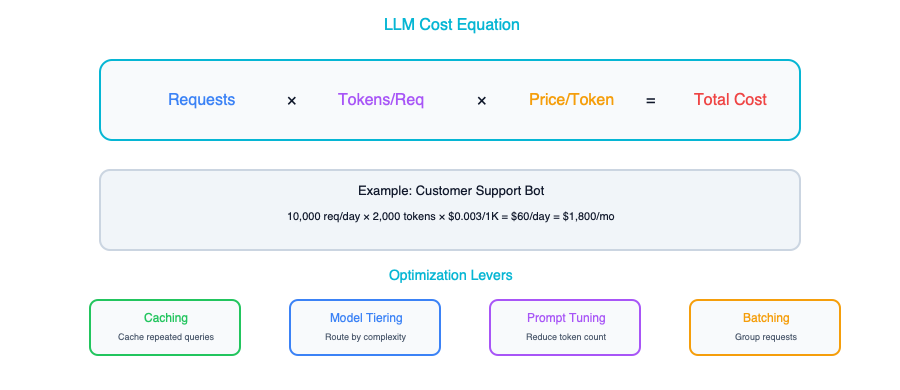 LLM Cost Equation
Requests × Tokens/Req × Price/Token = Total Cost
Example: Customer Support Bot
10,000 req/day × 2,000 tokens × $0.003/1K = $60/day = $1,800/mo
Optimization Levers
Caching
Cache repeated queries
Model Tiering
Route by complexity
Prompt Tuning
Reduce token count
Batching
Group requests